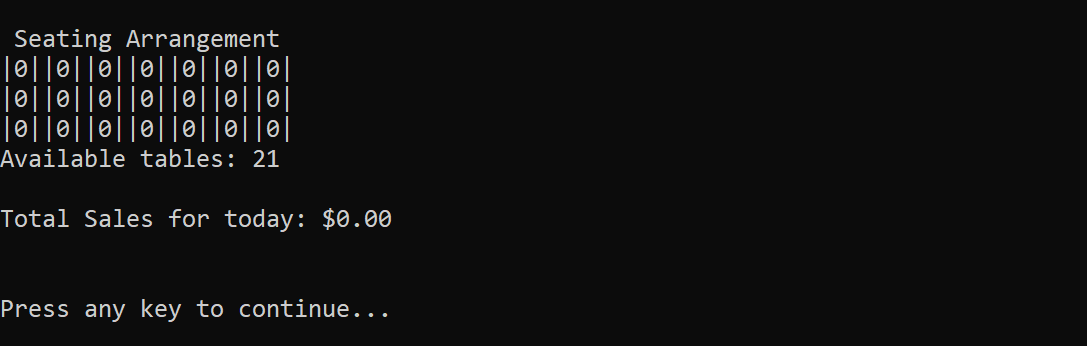 Seating Arrangement
|0||0||0||0||0||0||0|
|0||0||0||0||0||0||0|
|0||0||0||0||0||0||0|
Available tables: 21
Total Sales for today: $0.00
Press any key to continue...